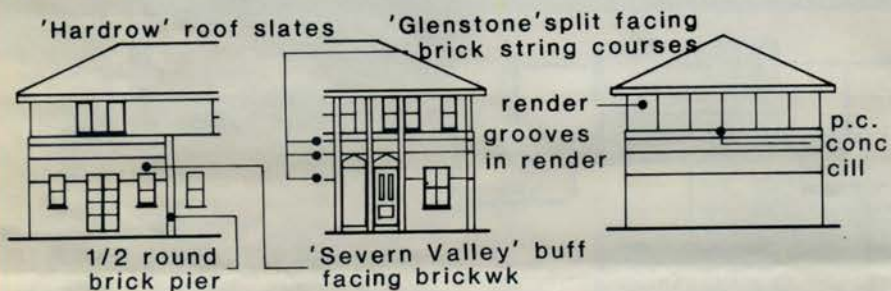 'Hardrow' roof slates
'Glenstone' split facing
brick string courses
render
grooves
in render
p.c.
conc
cill
1/2 round
brick pier
'Severn Valley' buff
facing brickwk